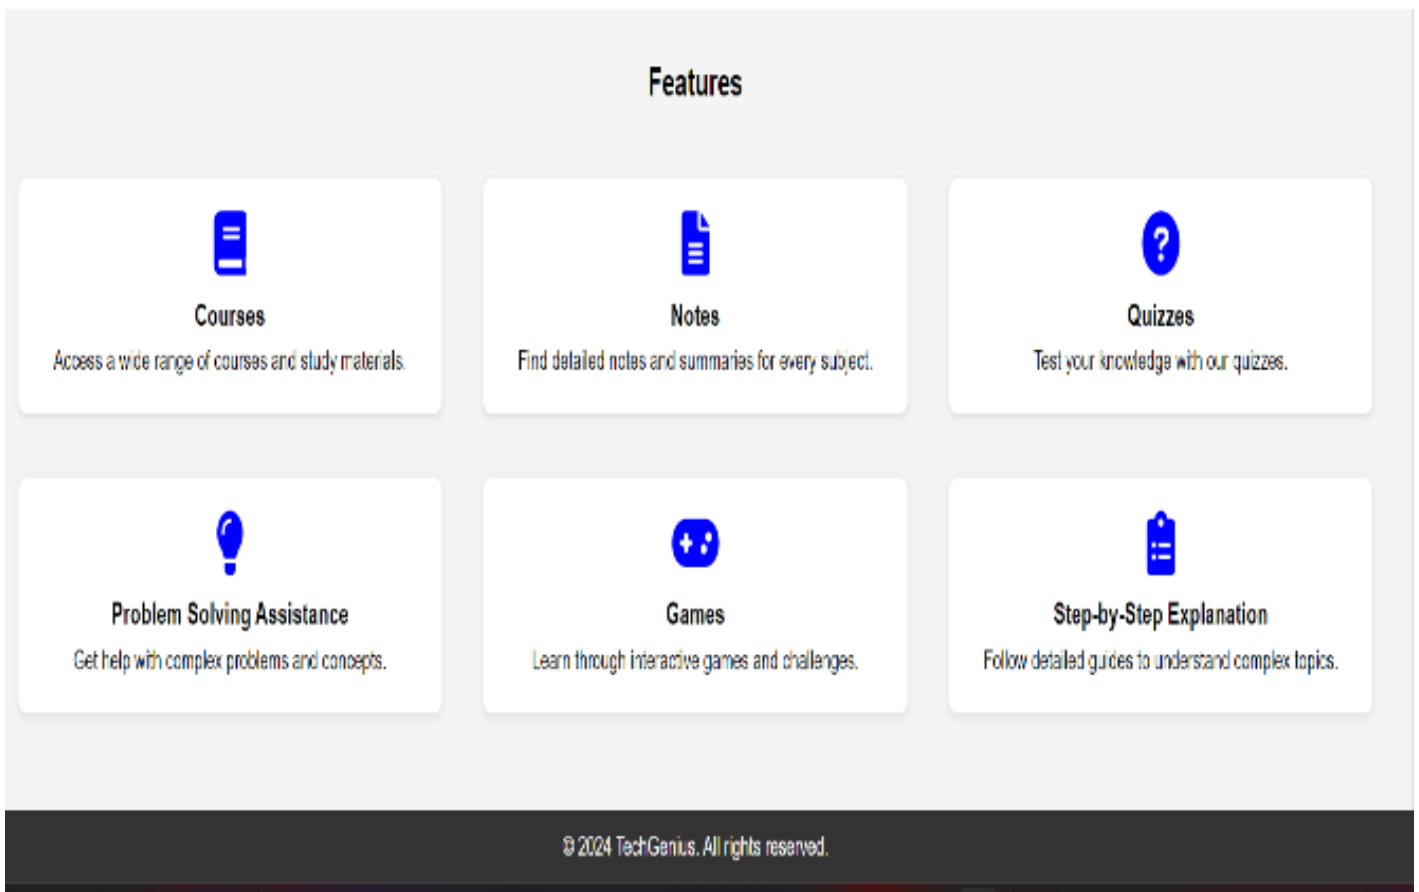 Features
Courses
Access a wide range of courses and study materials.
Notes
Find detailed notes and summaries for every subject.
Quizzes
Test your knowledge with our quizzes.
Problem Solving Assistance
Get help with complex problems and concepts.
Games
Learn through interactive games and challenges.
Step-by-Step Explanation
Follow detailed guides to understand complex topics.
© 2024 TechGenius. All rights reserved.